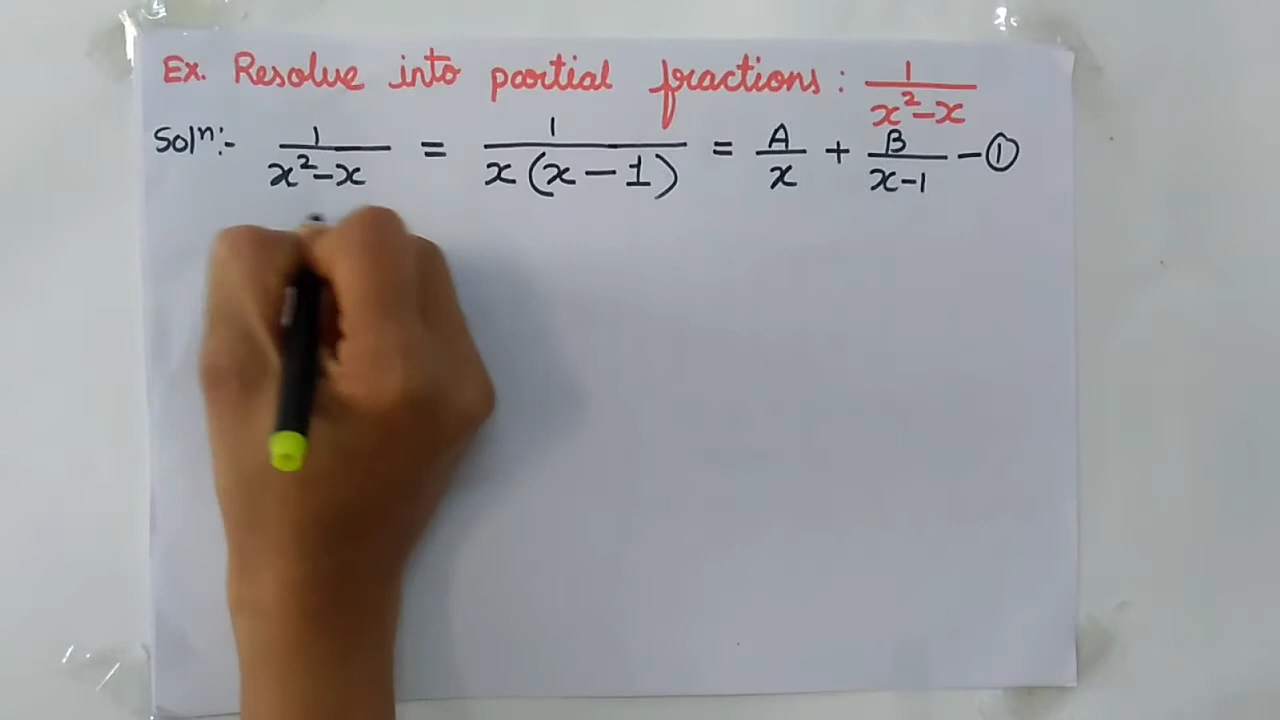 Ex. Resolve into partial fractions : 1/(x²-x)
Solⁿ:- 1/(x²-x) = 1/(x(x-1)) = A/x + B/(x-1) - ①